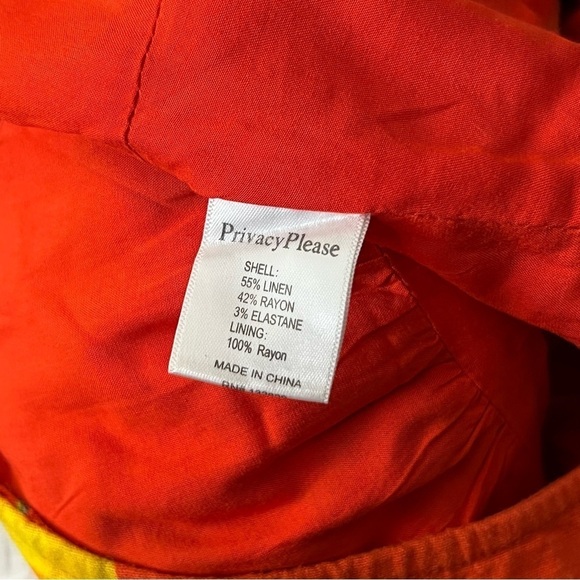 PrivacyPlease
SHELL:
55% LINEN
42% RAYON
3% ELASTANE
LINING:
100% Rayon
MADE IN CHINA